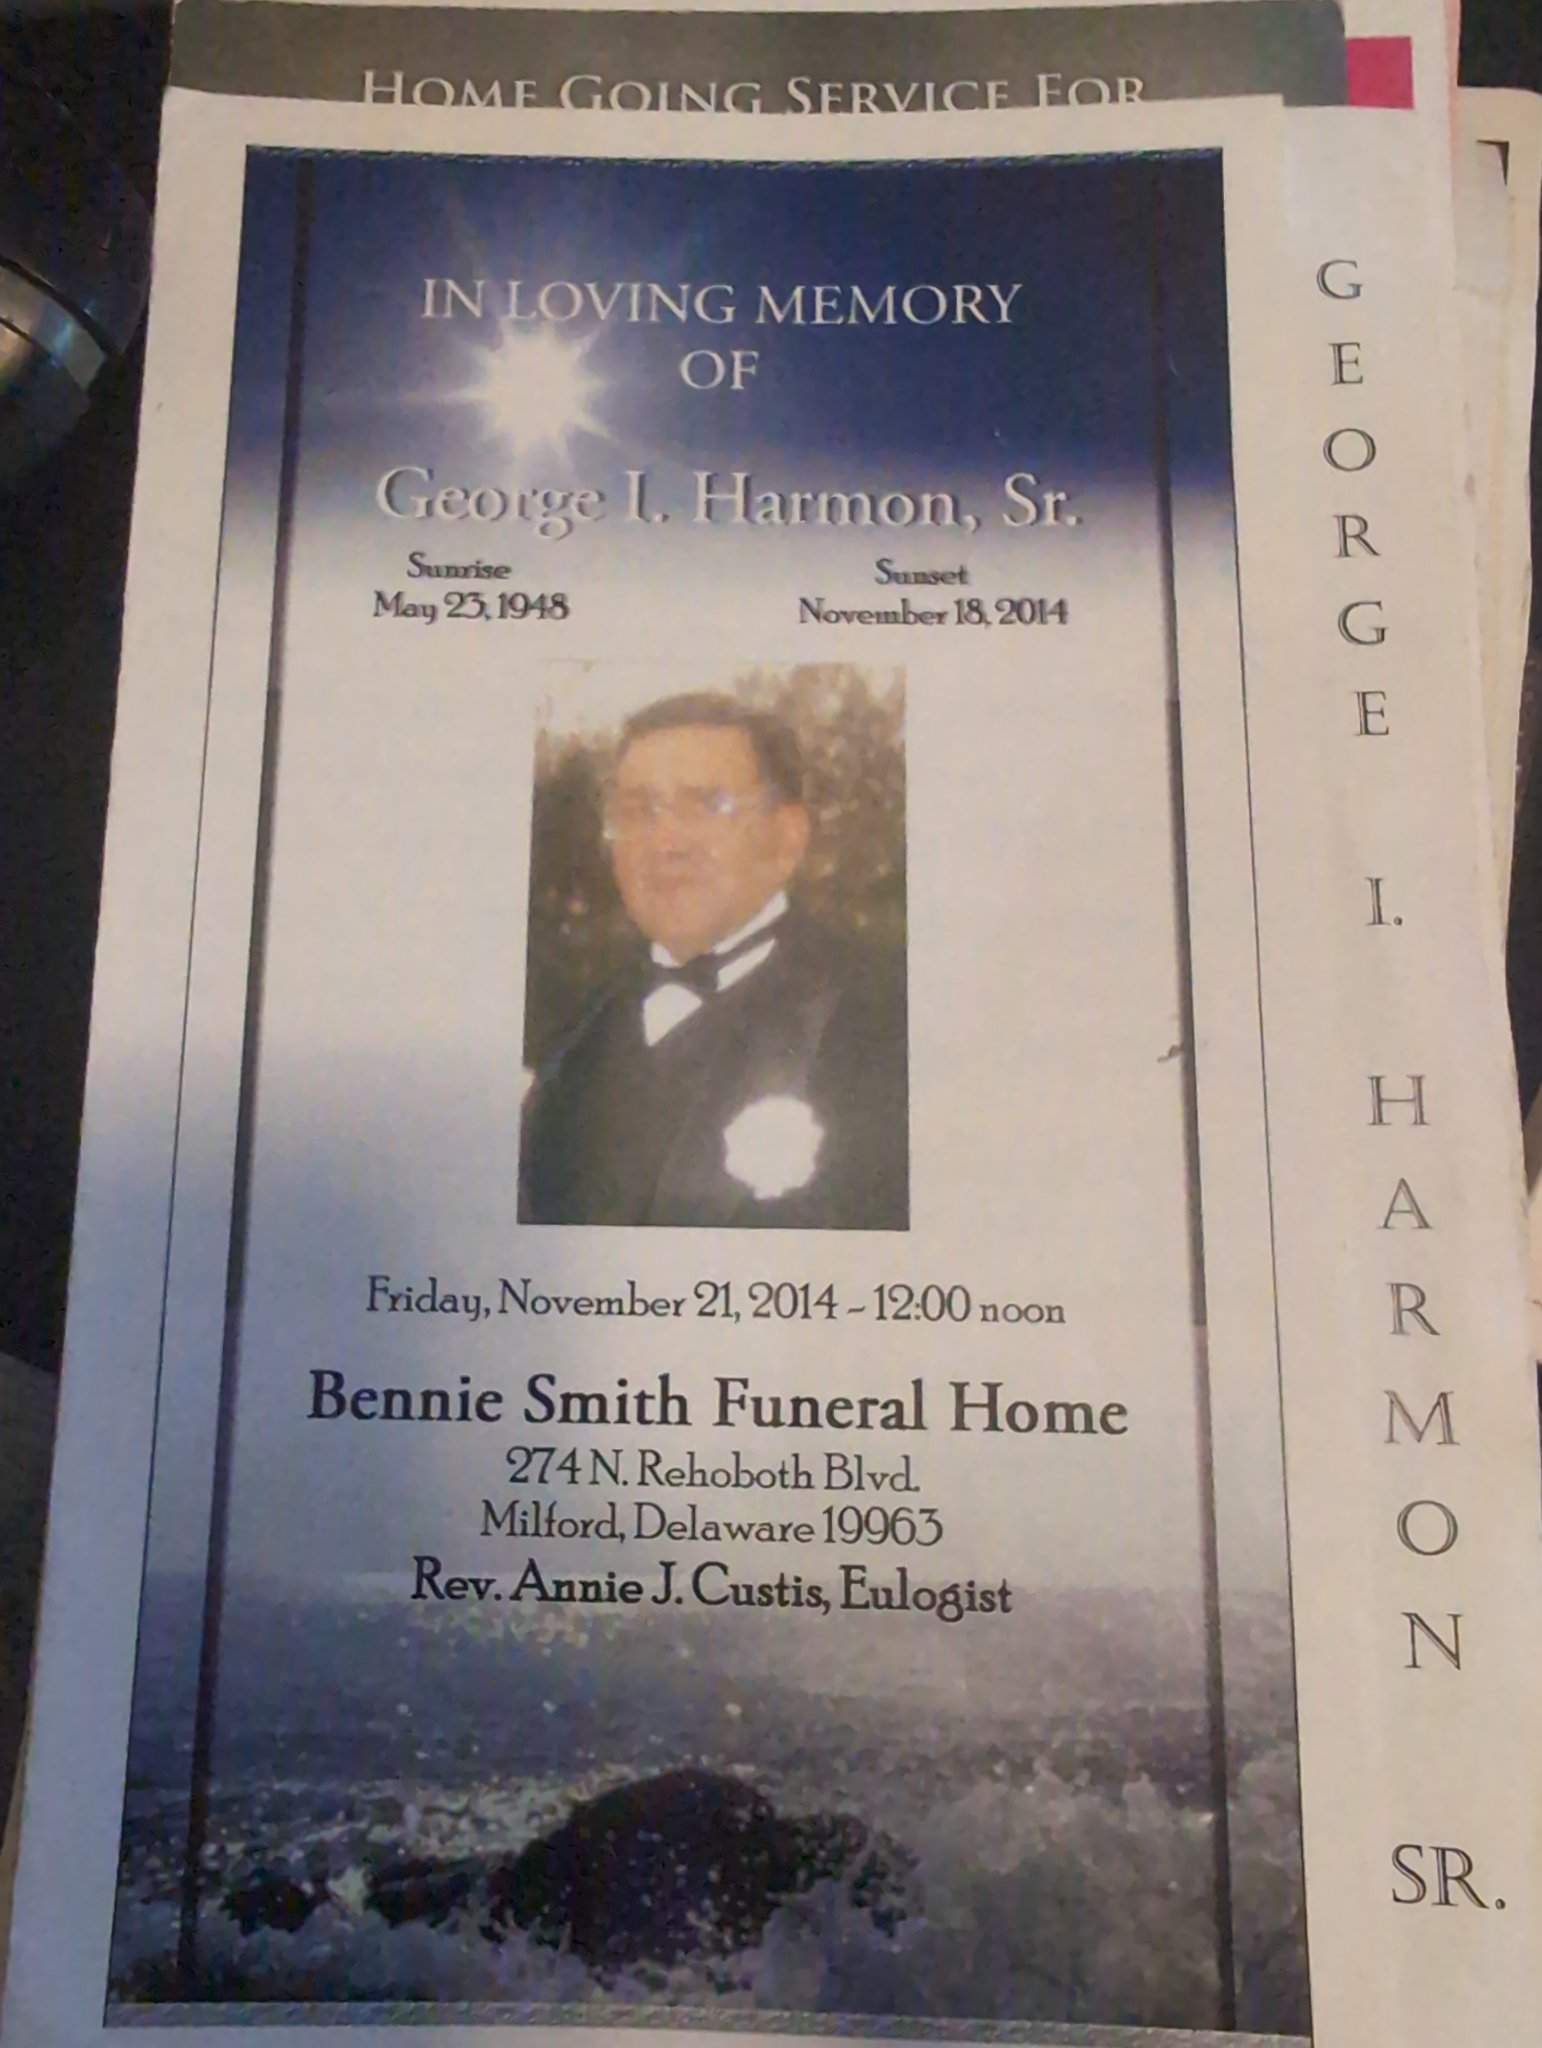 HOME GOING SERVICE FOR
IN LOVING MEMORY
OF
George I. Harmon, Sr.
Sunrise
May 23, 1948
Sunset
November 18, 2014
Friday, November 21, 2014 ~ 12:00 noon
Bennie Smith Funeral Home
274 N. Rehoboth Blvd.
Milford, Delaware 19963
Rev. Annie J. Custis, Eulogist
GEORGE I. HARMON SR.